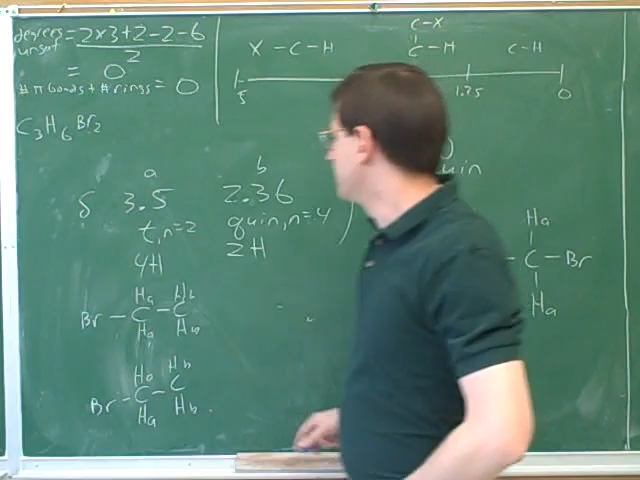 degrees unsat = 2x3+2-2-6 / 2
= 0
# π bonds + # rings = 0
C3H6Br2
X - C - H
C - X
C - H
C - H
5
1.75
0
a
b
δ 3.5 2.36
t, n=2 quin, n=4
4H 2H
quin
Ha
C - Br
Ha
Ha Hb
Br - C - C
Ha Hb
Ha Hb
Br - C - C
Ha Hb